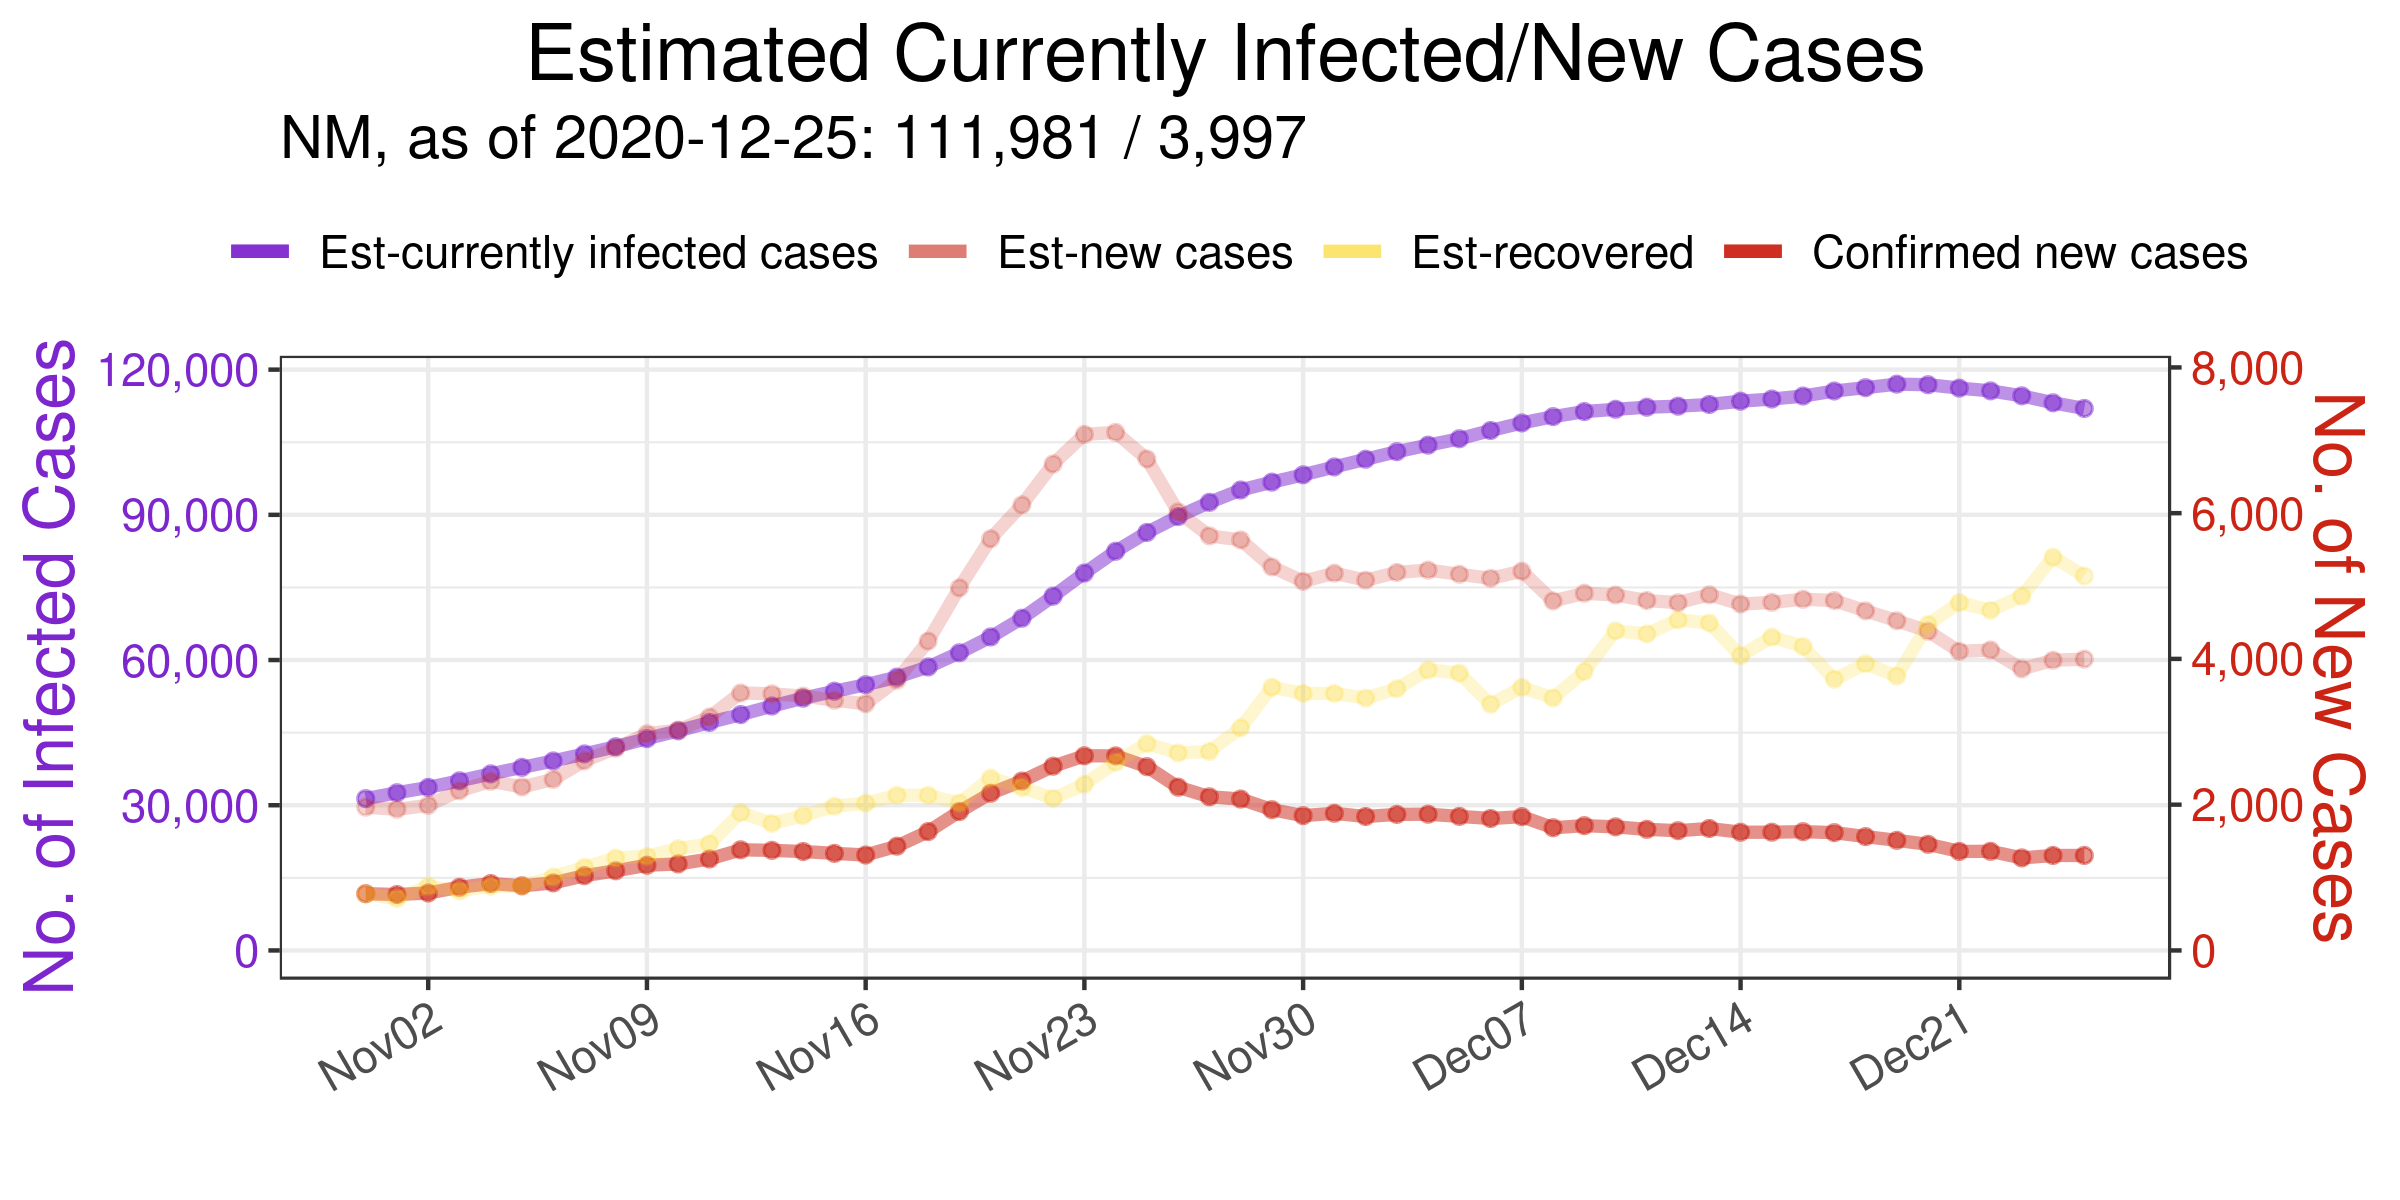 Estimated Currently Infected/New Cases
NM, as of 2020-12-25: 111,981 / 3,997
Est-currently infected cases Est-new cases Est-recovered Confirmed new cases
No. of Infected Cases
120,000
90,000
60,000
30,000
0
8,000
6,000
4,000
2,000
0
No. of New Cases
Nov02 Nov09 Nov16 Nov23 Nov30 Dec07 Dec14 Dec21